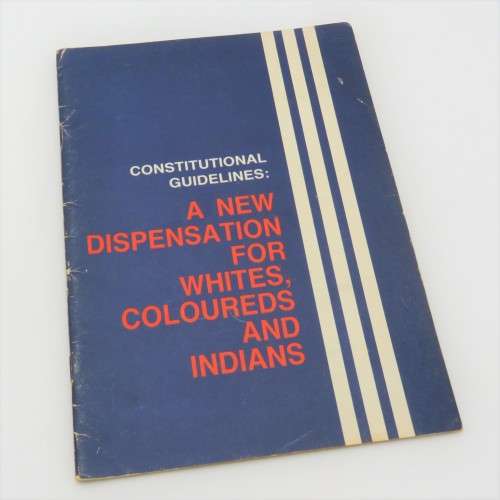 CONSTITUTIONAL
GUIDELINES:
A NEW
DISPENSATION
FOR
WHITES,
COLOUREDS
AND
INDIANS